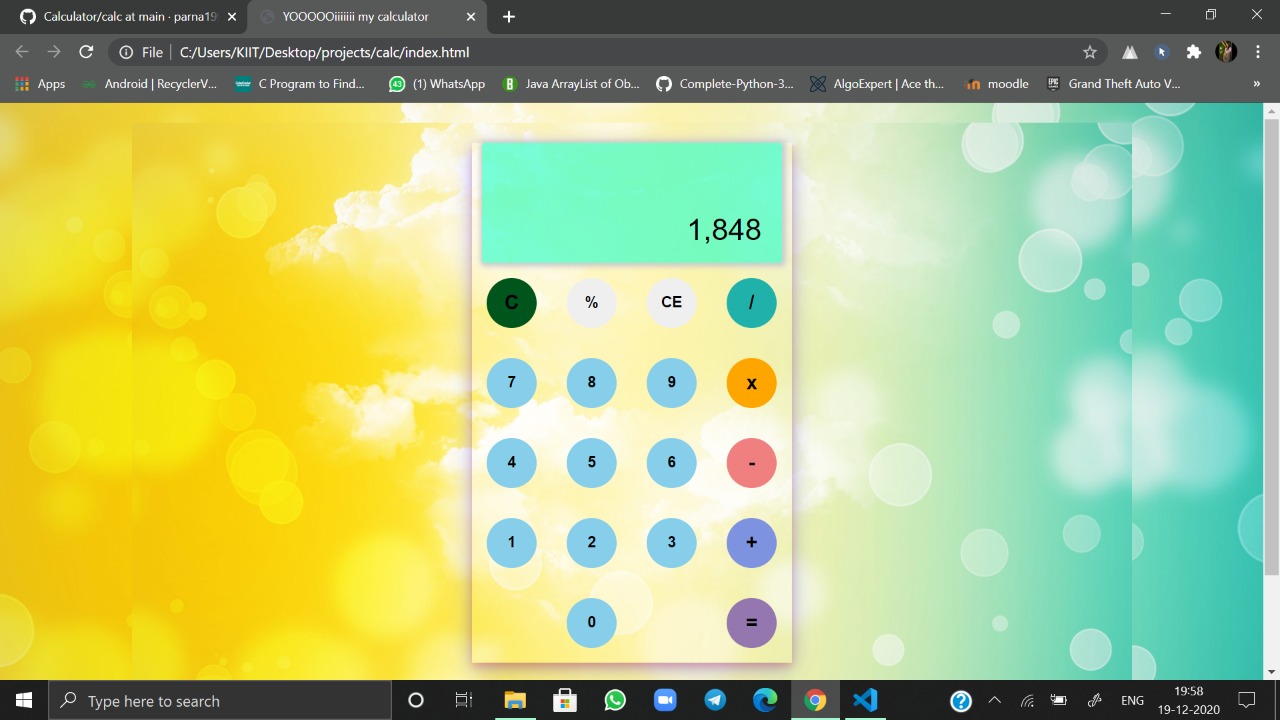 Calculator/calc at main · parna19
YOOOOOiiiiiii my calculator
File
C:/Users/KIIT/Desktop/projects/calc/index.html
Apps
Android | RecyclerV...
C Program to Find...
43
(1) WhatsApp
B
Java ArrayList of Ob...
Complete-Python-3...
AlgoExpert | Ace th...
moodle
EPIC
Grand Theft Auto V...
»
1,848
C % CE /
7 8 9 x
4 5 6 -
1 2 3 +
0 =
Type here to search
?
ENG
19:58
19-12-2020